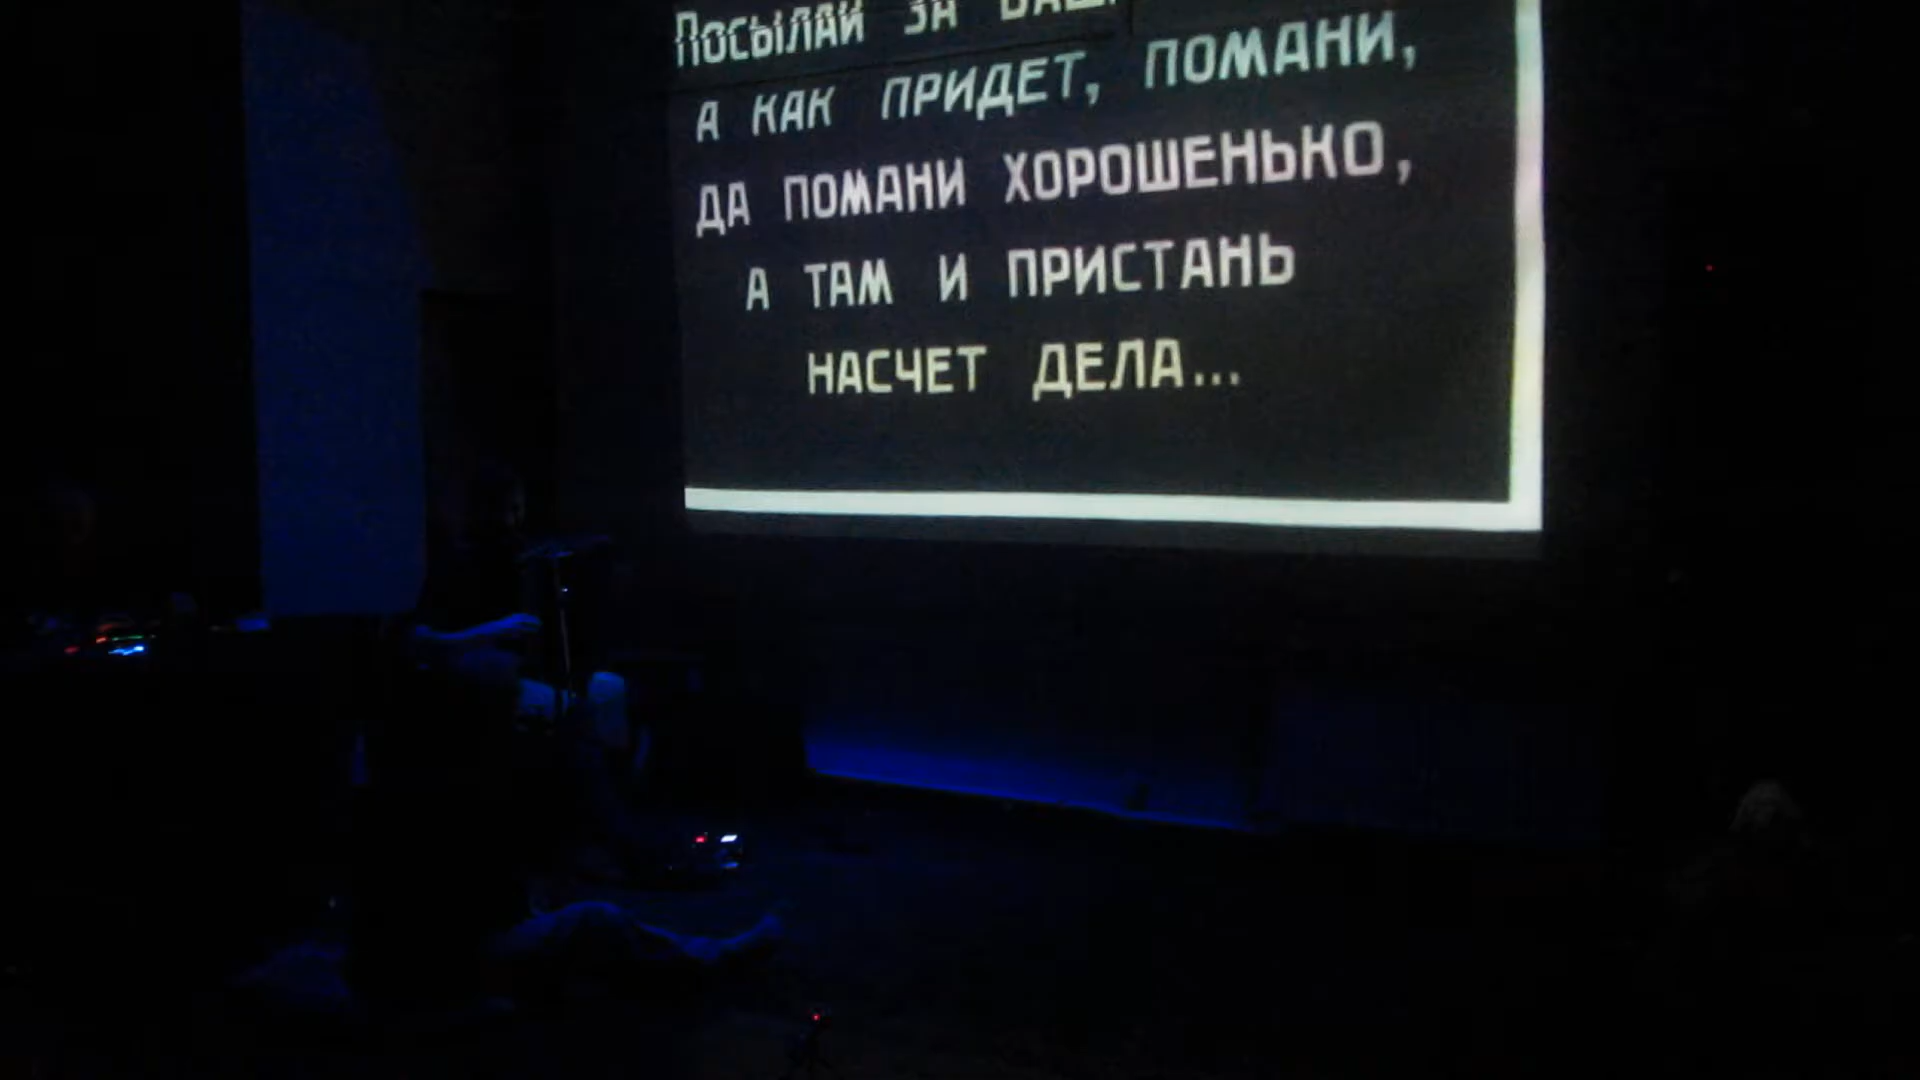 Посылай за
а как придет, помани,
да помани хорошенько,
а там и пристань
насчет дела...